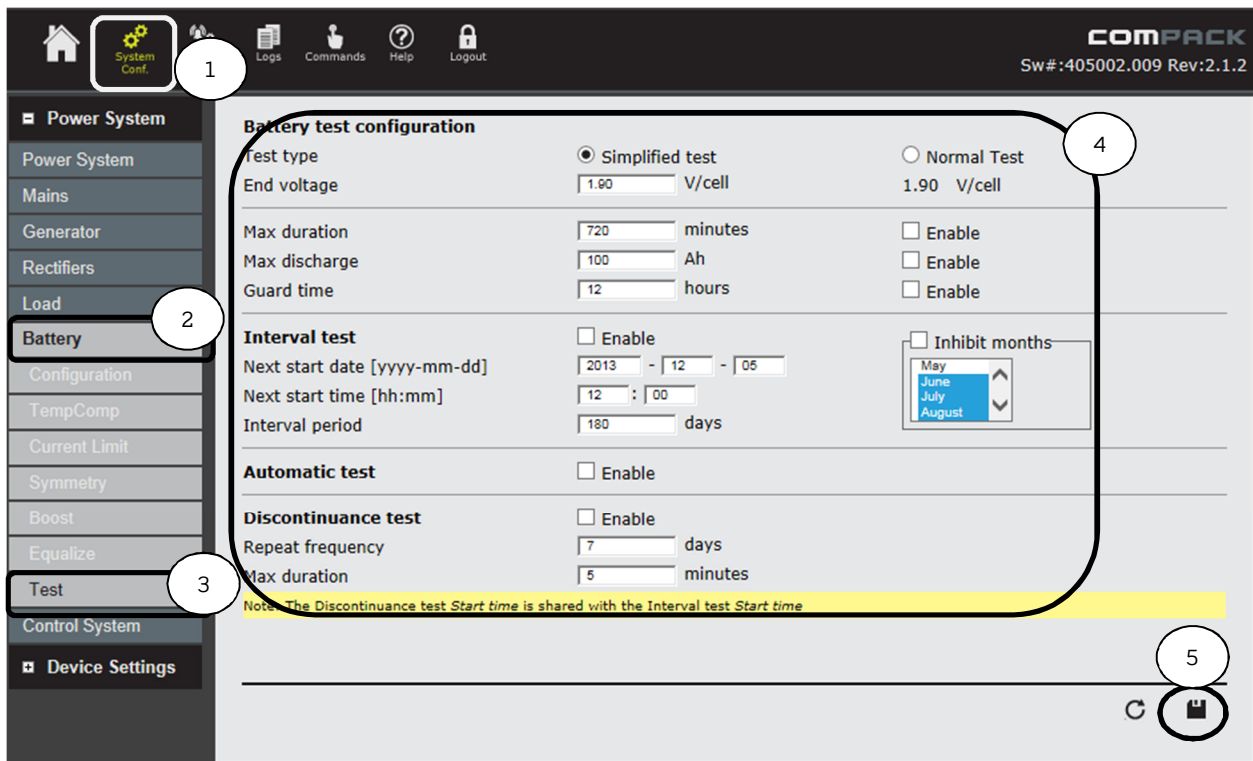 System Conf.
1
Logs
Commands
Help
Logout
COMPACK
Sw#:405002.009 Rev:2.1.2
Power System
Power System
Mains
Generator
Rectifiers
Load
2
Battery
Configuration
TempComp
Current Limit
Symmetry
Boost
Equalize
3
Test
Control System
Device Settings
Battery test configuration
4
Test type Simplified test Normal Test
End voltage 1.90 V/cell 1.90 V/cell
Max duration 720 minutes Enable
Max discharge 100 Ah Enable
Guard time 12 hours Enable
Interval test Enable Inhibit months
Next start date [yyyy-mm-dd] 2013 - 12 - 05
Next start time [hh:mm] 12 : 00
Interval period 180 days
May
June
July
August
Automatic test Enable
Discontinuance test Enable
Repeat frequency 7 days
Max duration 5 minutes
Note: The Discontinuance test Start time is shared with the Interval test Start time
5